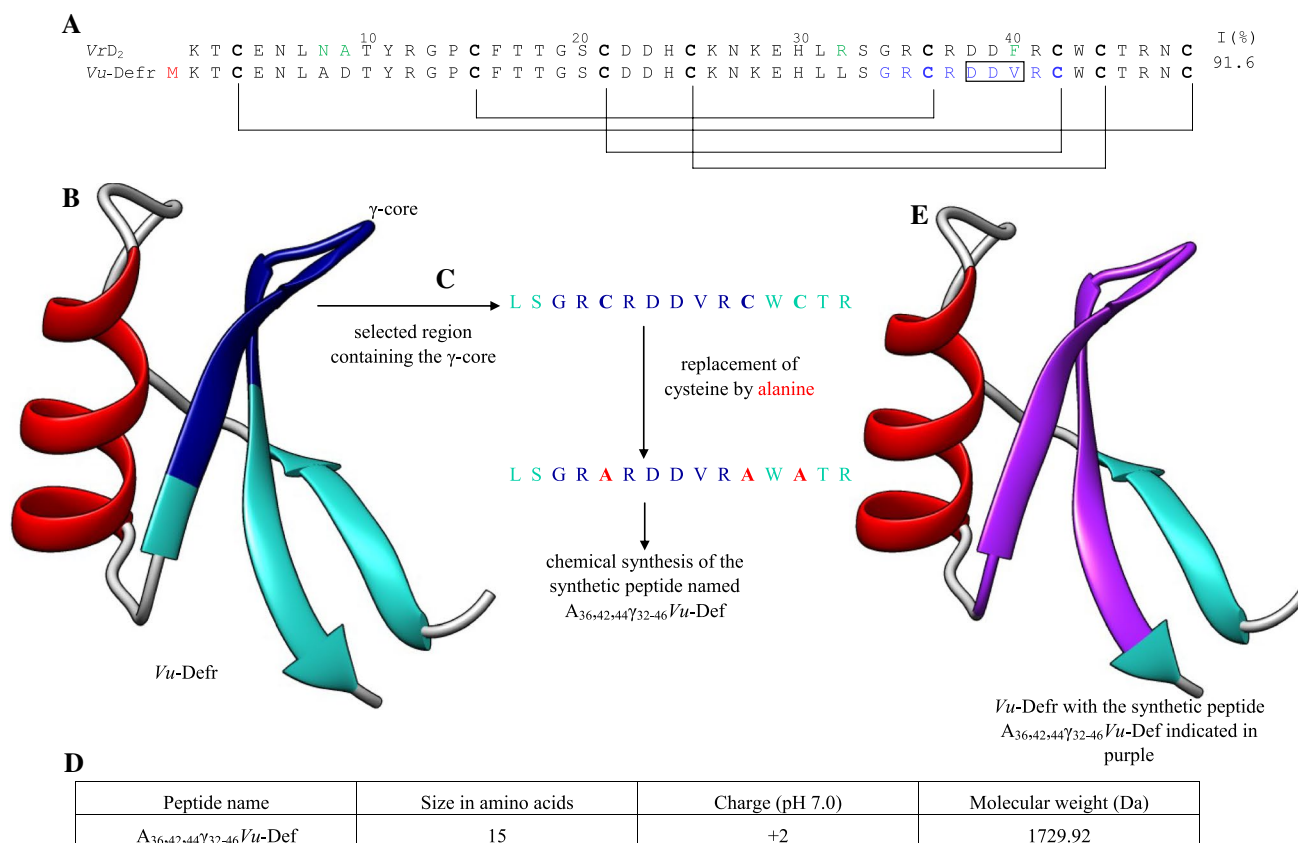 A
10 20 30 40
VrD₂ K T C E N L N A T Y R G P C F T T G S C D D H C K N K E H L R S G R C R D D F R C W C T R N C I(%)
Vu-Defr M K T C E N L A D T Y R G P C F T T G S C D D H C K N K E H L L S G R C R D D V R C W C T R N C 91.6
B
γ-core
Vu-Defr
C
selected region
containing the γ-core
L S G R C R D D V R C W C T R
replacement of
cysteine by alanine
L S G R A R D D V R A W A T R
chemical synthesis of the
synthetic peptide named
A₃₆,₄₂,₄₄γ₃₂₋₄₆Vu-Def
E
Vu-Defr with the synthetic peptide
A₃₆,₄₂,₄₄γ₃₂₋₄₆Vu-Def indicated in
purple
D
Peptide name Size in amino acids Charge (pH 7.0) Molecular weight (Da)
A₃₆,₄₂,₄₄γ₃₂₋₄₆Vu-Def 15 +2 1729.92